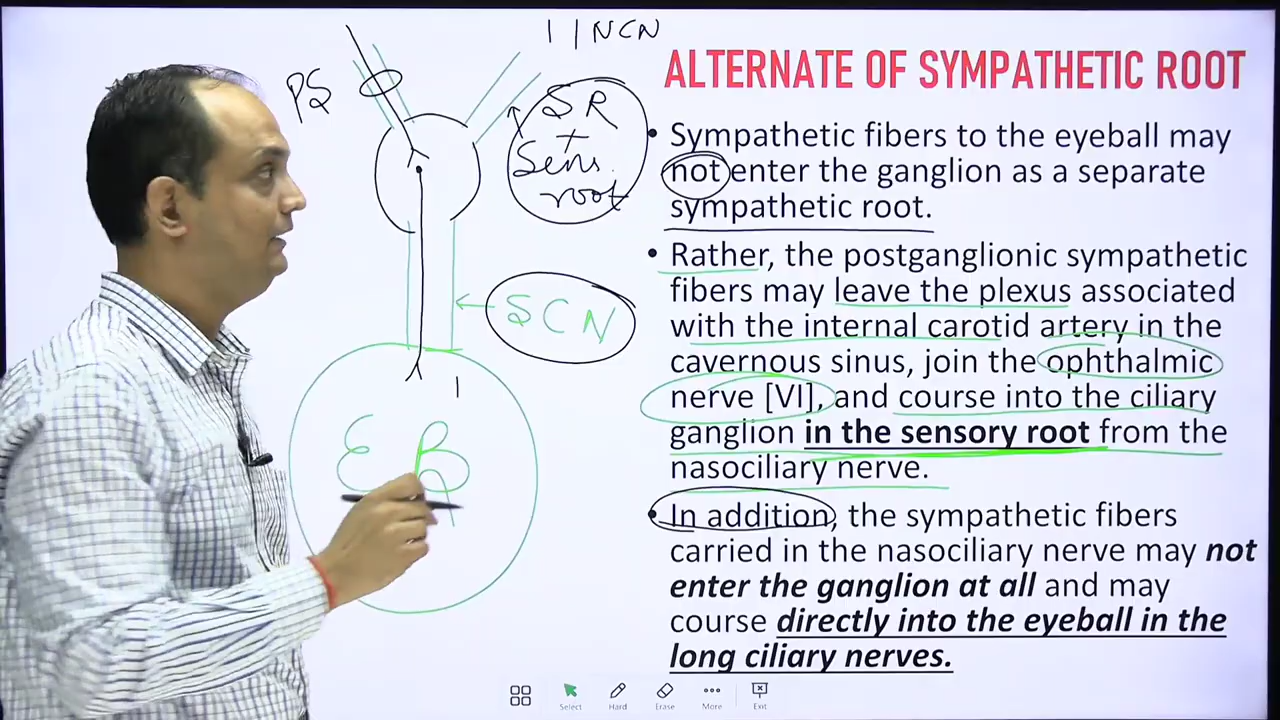 ALTERNATE OF SYMPATHETIC ROOT
• Sympathetic fibers to the eyeball may
not enter the ganglion as a separate
sympathetic root.
• Rather, the postganglionic sympathetic
fibers may leave the plexus associated
with the internal carotid artery in the
cavernous sinus, join the ophthalmic
nerve [VI], and course into the ciliary
ganglion in the sensory root from the
nasociliary nerve.
• In addition, the sympathetic fibers
carried in the nasociliary nerve may not
enter the ganglion at all and may
course directly into the eyeball in the
long ciliary nerves.
NCN
PS
SR
+
Sens.
root
SCN
EB
Select
Hard
Erase
More
Exit